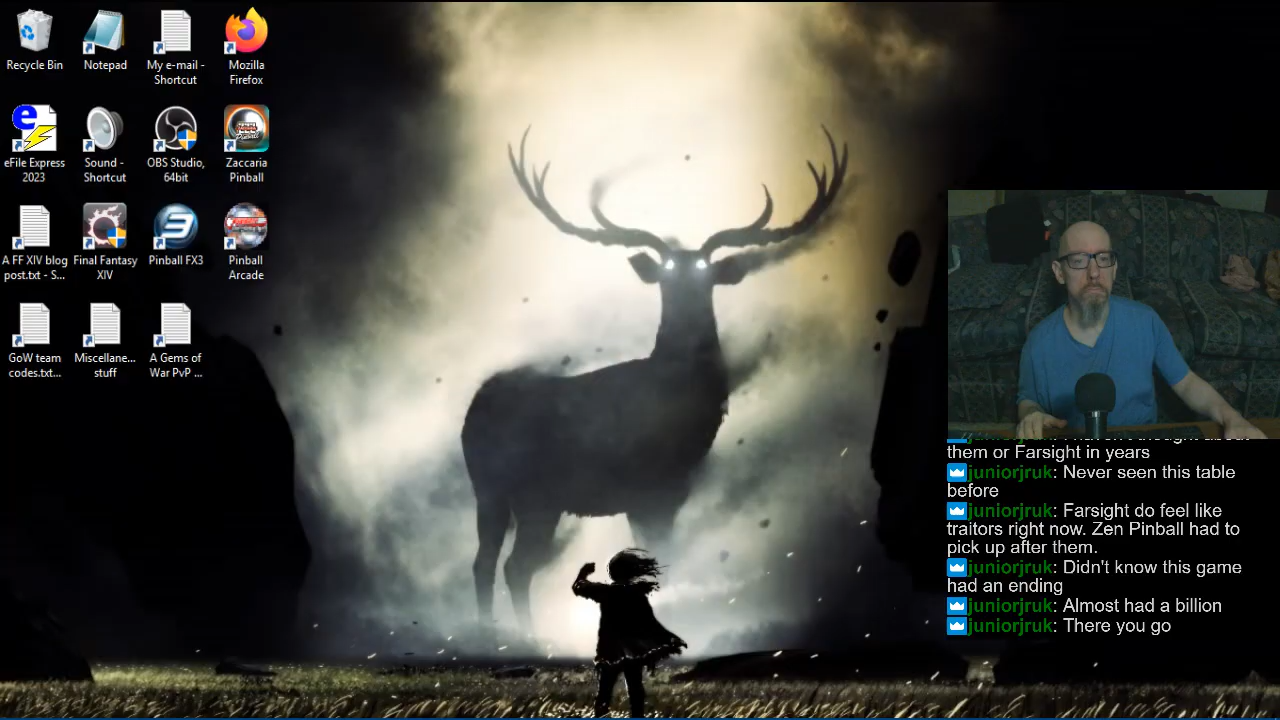 Recycle Bin
Notepad
My e-mail -
Shortcut
Mozilla
Firefox
eFile Express
2023
Sound -
Shortcut
OBS Studio,
64bit
Zaccaria
Pinball
A FF XIV blog
post.txt - S...
Final Fantasy
XIV
Pinball FX3
Pinball
Arcade
GoW team
codes.txt...
Miscellane...
stuff
A Gems of
War PvP ...
them or Farsight in years
juniorjruk: Never seen this table
before
juniorjruk: Farsight do feel like
traitors right now. Zen Pinball had to
pick up after them.
juniorjruk: Didn't know this game
had an ending
juniorjruk: Almost had a billion
juniorjruk: There you go